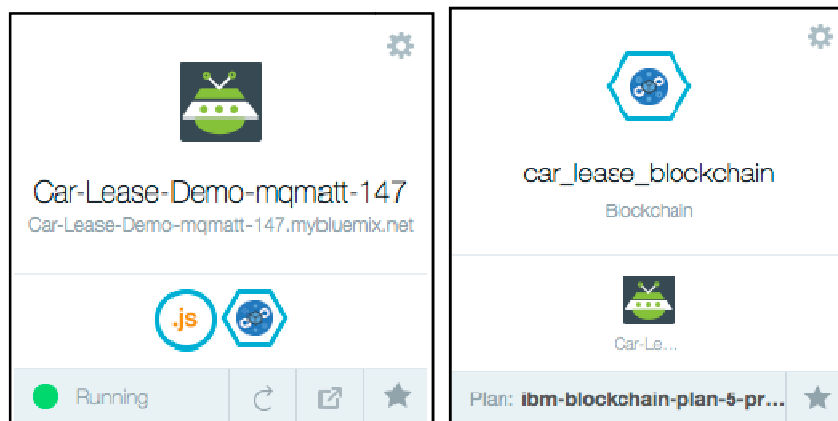 Car-Lease-Demo-mqmatt-147
Car-Lease-Demo-mqmatt-147.mybluemix.net
.js
Running
car_lease_blockchain
Blockchain
Car-Le...
Plan: ibm-blockchain-plan-5-pr...